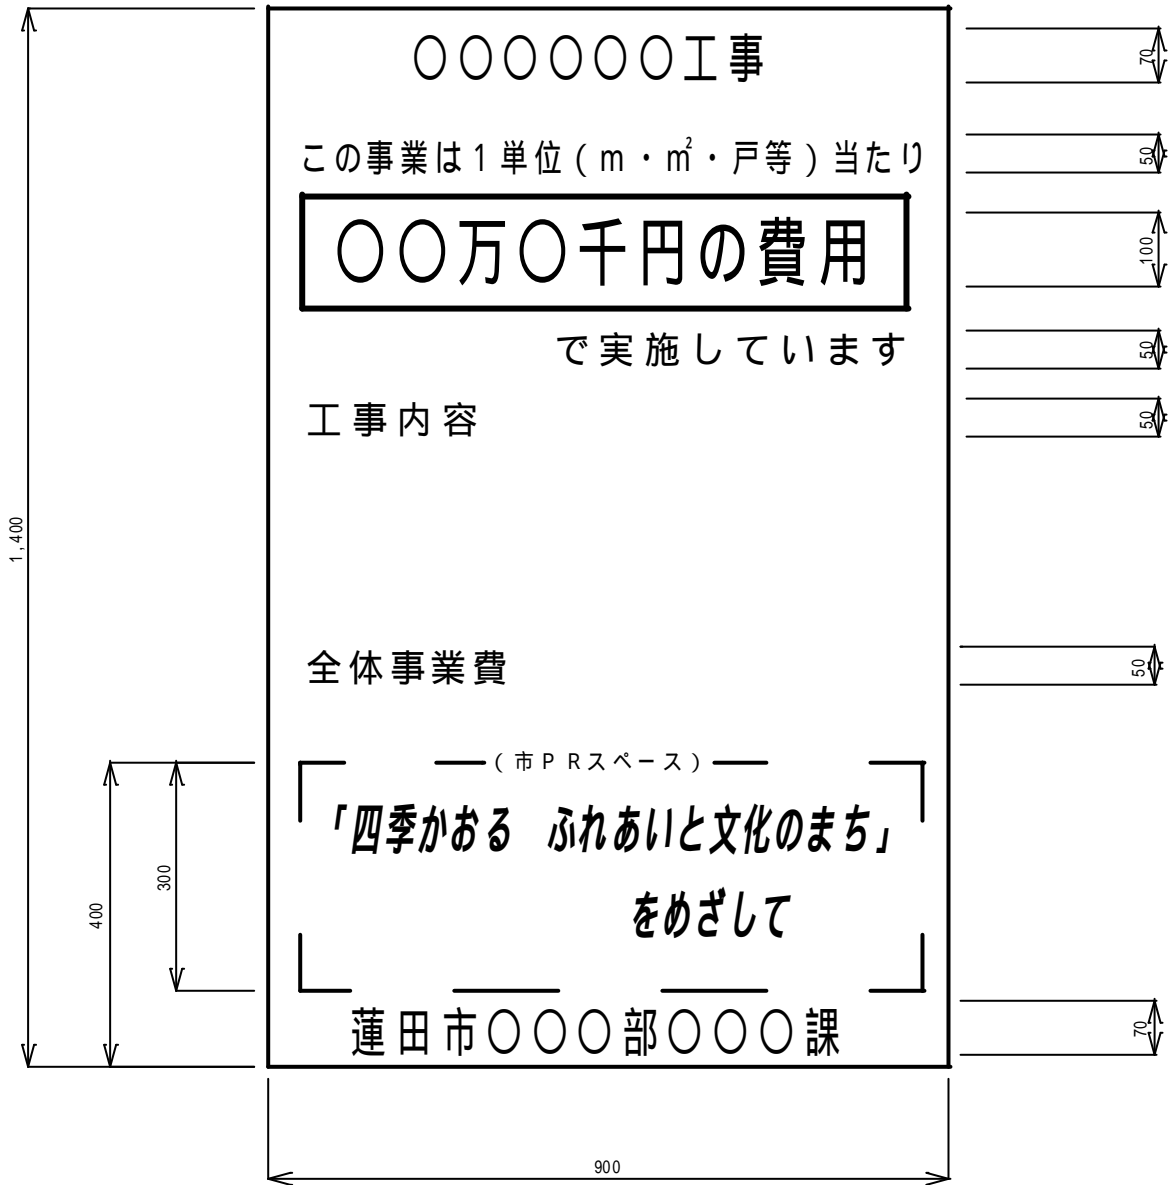 ○○○○○○工事
70
この事業は1単位(m・㎡・戸等)当たり
50
○○万○千円の費用
100
で実施しています
50
工事内容
50
1,400
全体事業費
50
(市PRスペース)
「四季かおる ふれあいと文化のまち」
300
400
をめざして
蓮田市○○○部○○○課
70
900